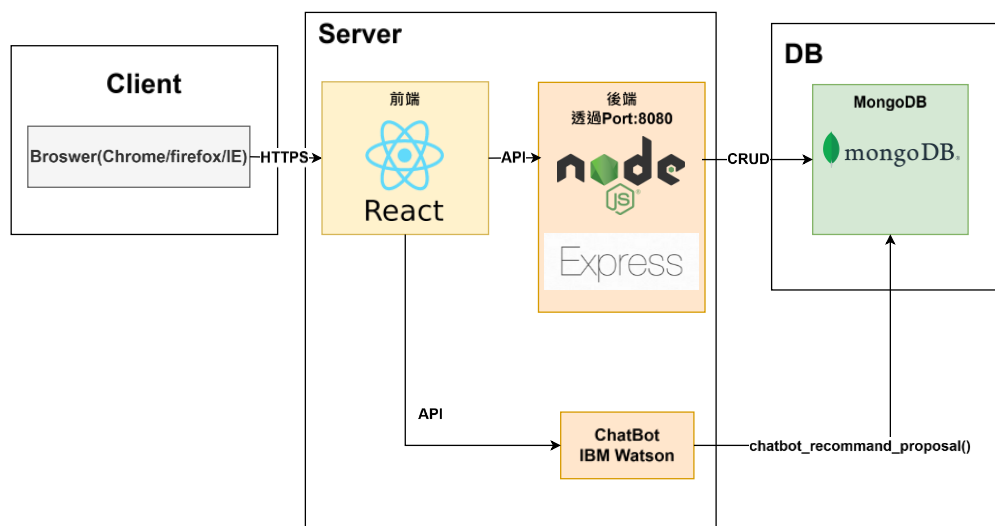 Client
Broswer(Chrome/firefox/IE)
HTTPS
Server
前端
React
API
後端
透過Port:8080
node
JS
Express
CRUD
DB
MongoDB
mongoDB
API
ChatBot
IBM Watson
chatbot_recommand_proposal()